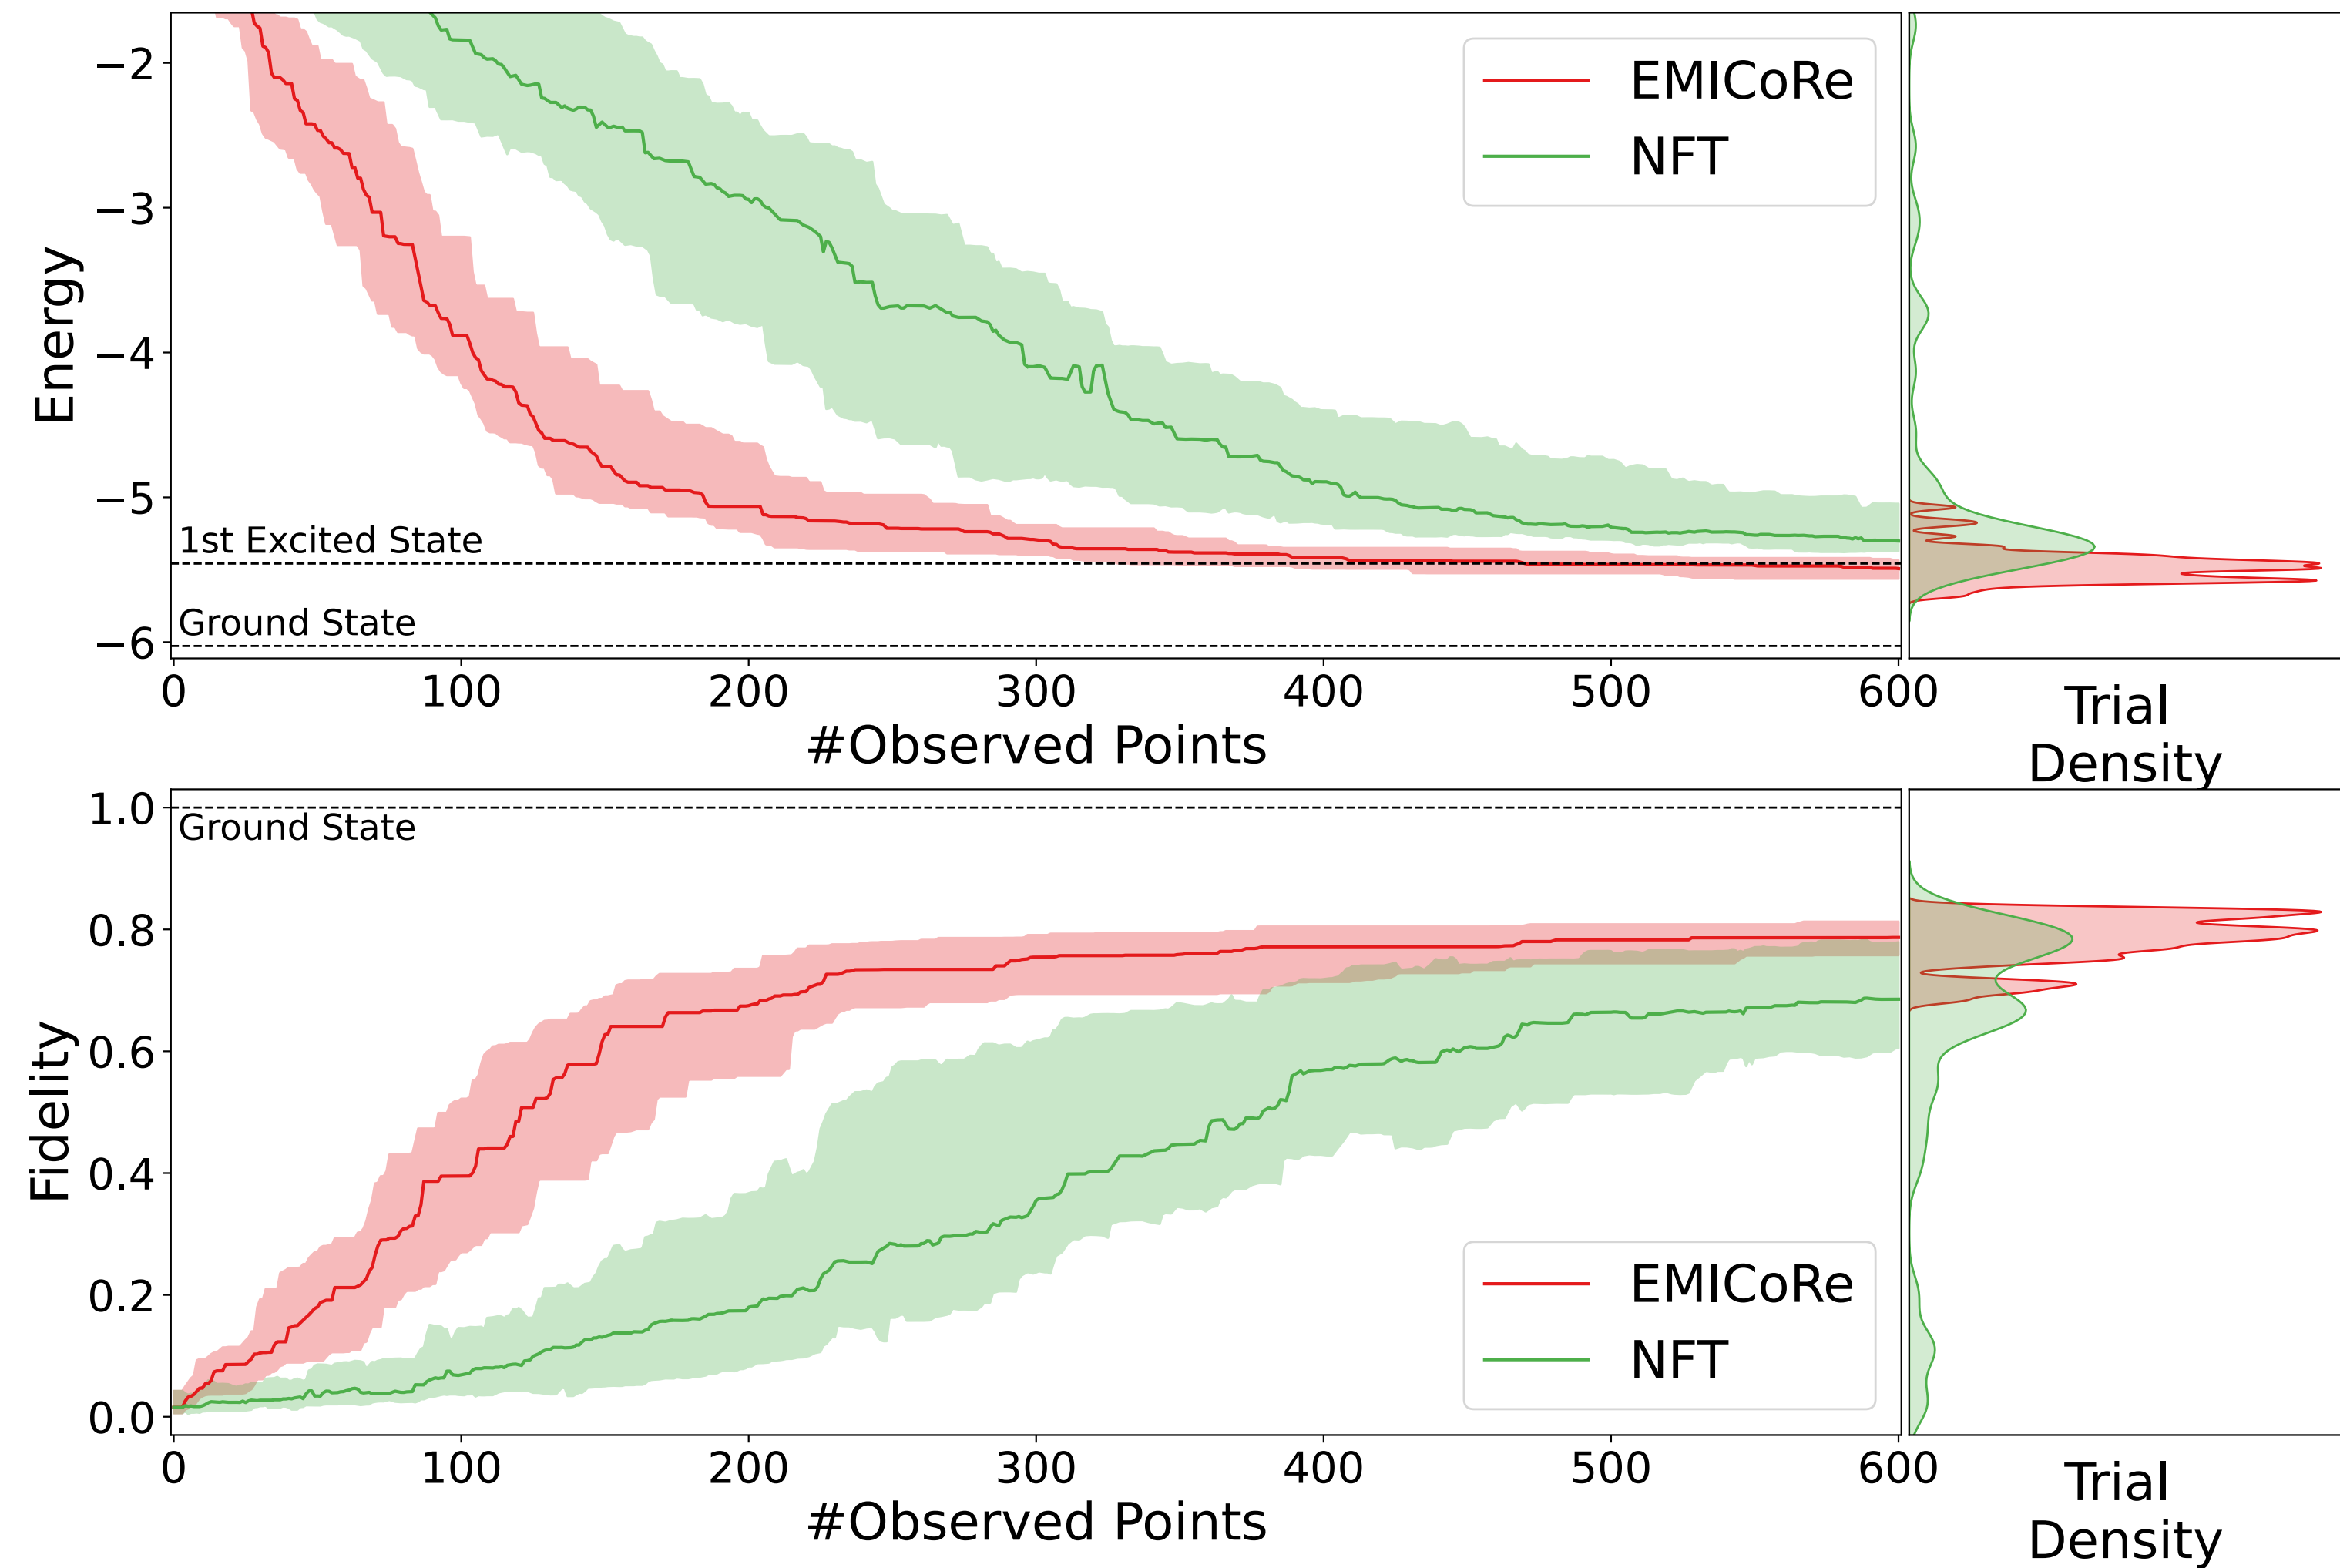 −2
−3
−4
−5
−6
Energy
EMICoRe
NFT
1st Excited State
Ground State
0 100 200 300 400 500 600
#Observed Points
Trial
Density
1.0
0.8
0.6
0.4
0.2
0.0
Fidelity
Ground State
EMICoRe
NFT
0 100 200 300 400 500 600
#Observed Points
Trial
Density